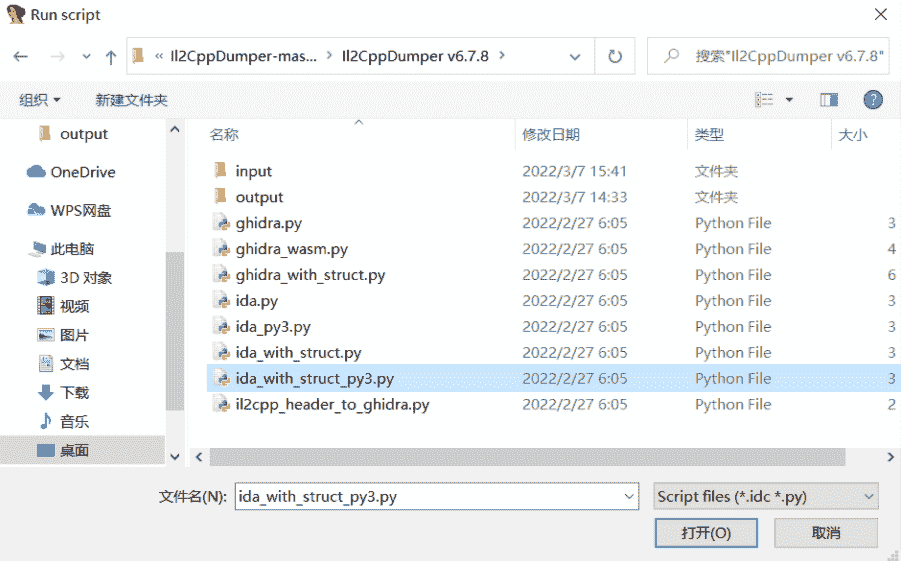 Run script
« Il2CppDumper-mas... > Il2CppDumper v6.7.8 >
搜索"Il2CppDumper v6.7.8"
组织 新建文件夹
output
OneDrive
WPS网盘
此电脑
3D 对象
视频
图片
文档
下载
音乐
桌面
名称 修改日期 类型 大小
input 2022/3/7 15:41 文件夹
output 2022/3/7 14:33 文件夹
ghidra.py 2022/2/27 6:05 Python File 3
ghidra_wasm.py 2022/2/27 6:05 Python File 4
ghidra_with_struct.py 2022/2/27 6:05 Python File 6
ida.py 2022/2/27 6:05 Python File 3
ida_py3.py 2022/2/27 6:05 Python File 3
ida_with_struct.py 2022/2/27 6:05 Python File 3
ida_with_struct_py3.py 2022/2/27 6:05 Python File 3
il2cpp_header_to_ghidra.py 2022/2/27 6:05 Python File 2
文件名(N): ida_with_struct_py3.py Script files (*.idc *.py)
打开(O) 取消